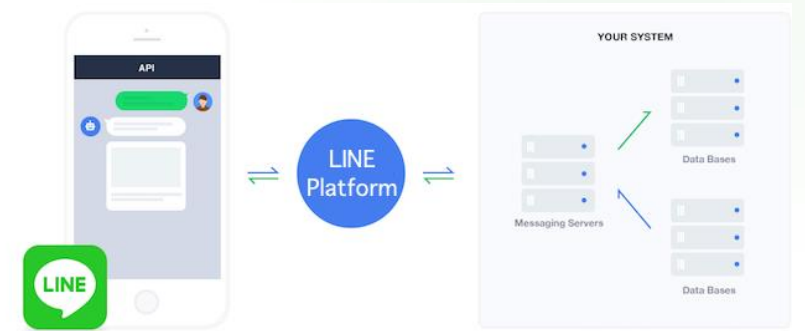 API
LINE
LINE
Platform
YOUR SYSTEM
Messaging Servers
Data Bases
Data Bases